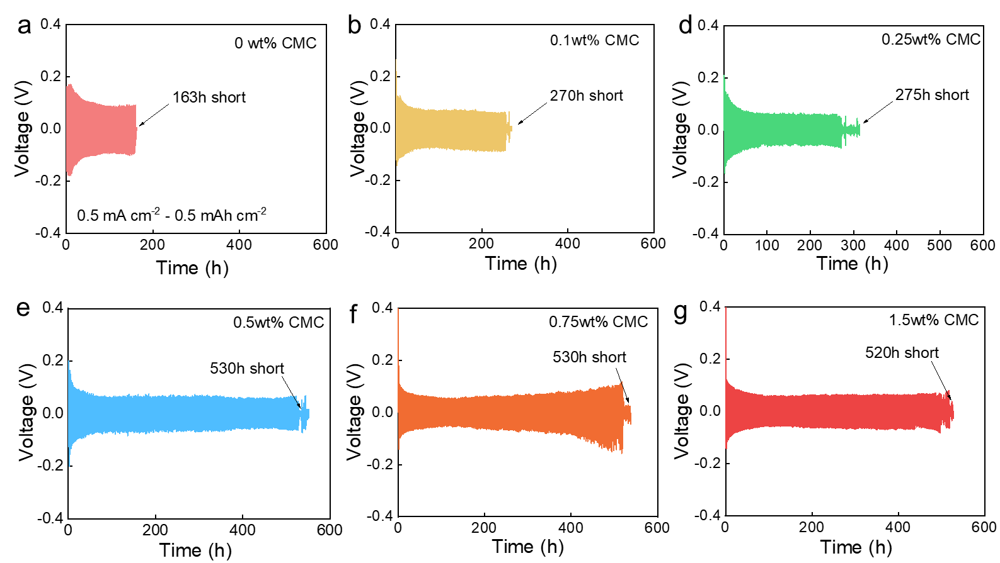 a
0 wt% CMC
163h short
0.5 mA cm-2 - 0.5 mAh cm-2
Voltage (V)
0.4
0.2
0.0
-0.2
-0.4
0 200 400 600
Time (h)
b
0.1wt% CMC
270h short
Voltage (V)
0.4
0.2
0.0
-0.2
-0.4
0 200 400 600
Time (h)
d
0.25wt% CMC
275h short
Voltage (V)
0.4
0.2
0.0
-0.2
-0.4
0 100 200 300 400 500 600
Time (h)
e
0.5wt% CMC
530h short
Voltage (V)
0.4
0.2
0.0
-0.2
-0.4
0 200 400 600
Time (h)
f
0.75wt% CMC
530h short
Voltage (V)
0.4
0.2
0.0
-0.2
-0.4
0 200 400 600
Time (h)
g
1.5wt% CMC
520h short
Voltage (V)
0.4
0.2
0.0
-0.2
-0.4
0 200 400 600
Time (h)